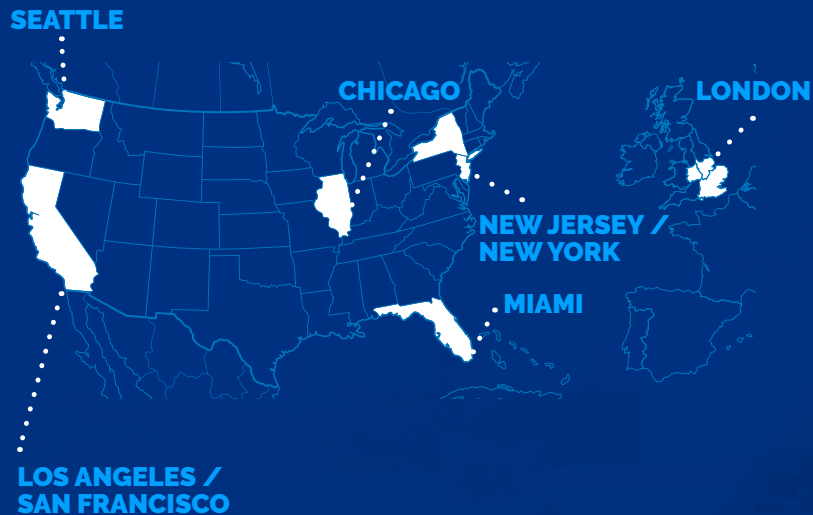 SEATTLE
CHICAGO
LONDON
NEW JERSEY /
NEW YORK
MIAMI
LOS ANGELES /
SAN FRANCISCO